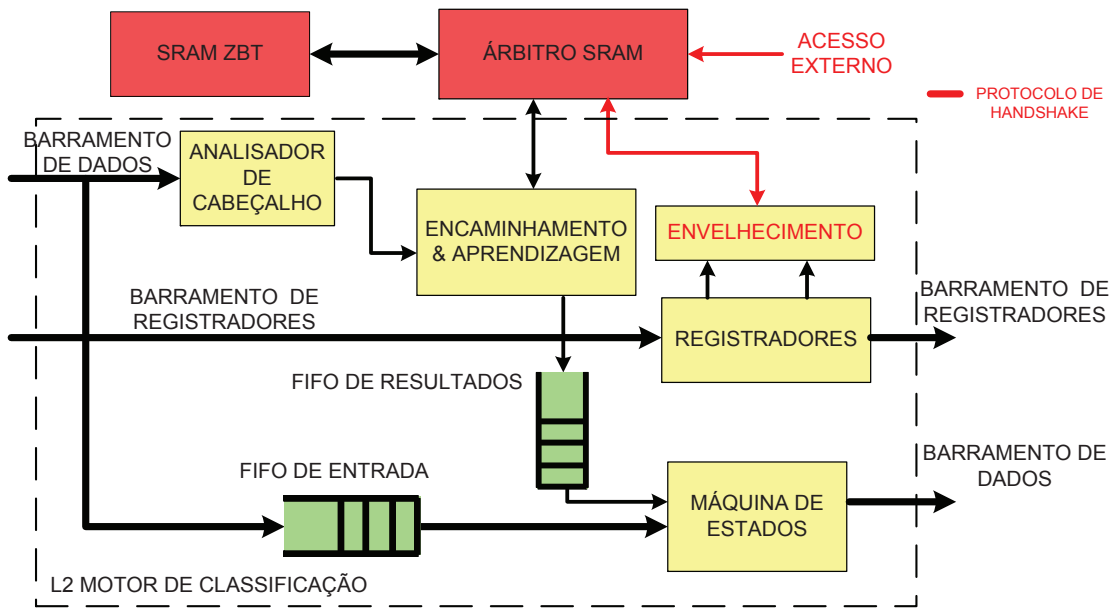 SRAM ZBT
ÁRBITRO SRAM
ACESSO
EXTERNO
PROTOCOLO DE
HANDSHAKE
BARRAMENTO
DE DADOS
ANALISADOR
DE
CABEÇALHO
ENCAMINHAMENTO
& APRENDIZAGEM
ENVELHECIMENTO
BARRAMENTO DE
REGISTRADORES
REGISTRADORES
BARRAMENTO DE
REGISTRADORES
FIFO DE RESULTADOS
FIFO DE ENTRADA
MÁQUINA DE
ESTADOS
BARRAMENTO DE
DADOS
L2 MOTOR DE CLASSIFICAÇÃO